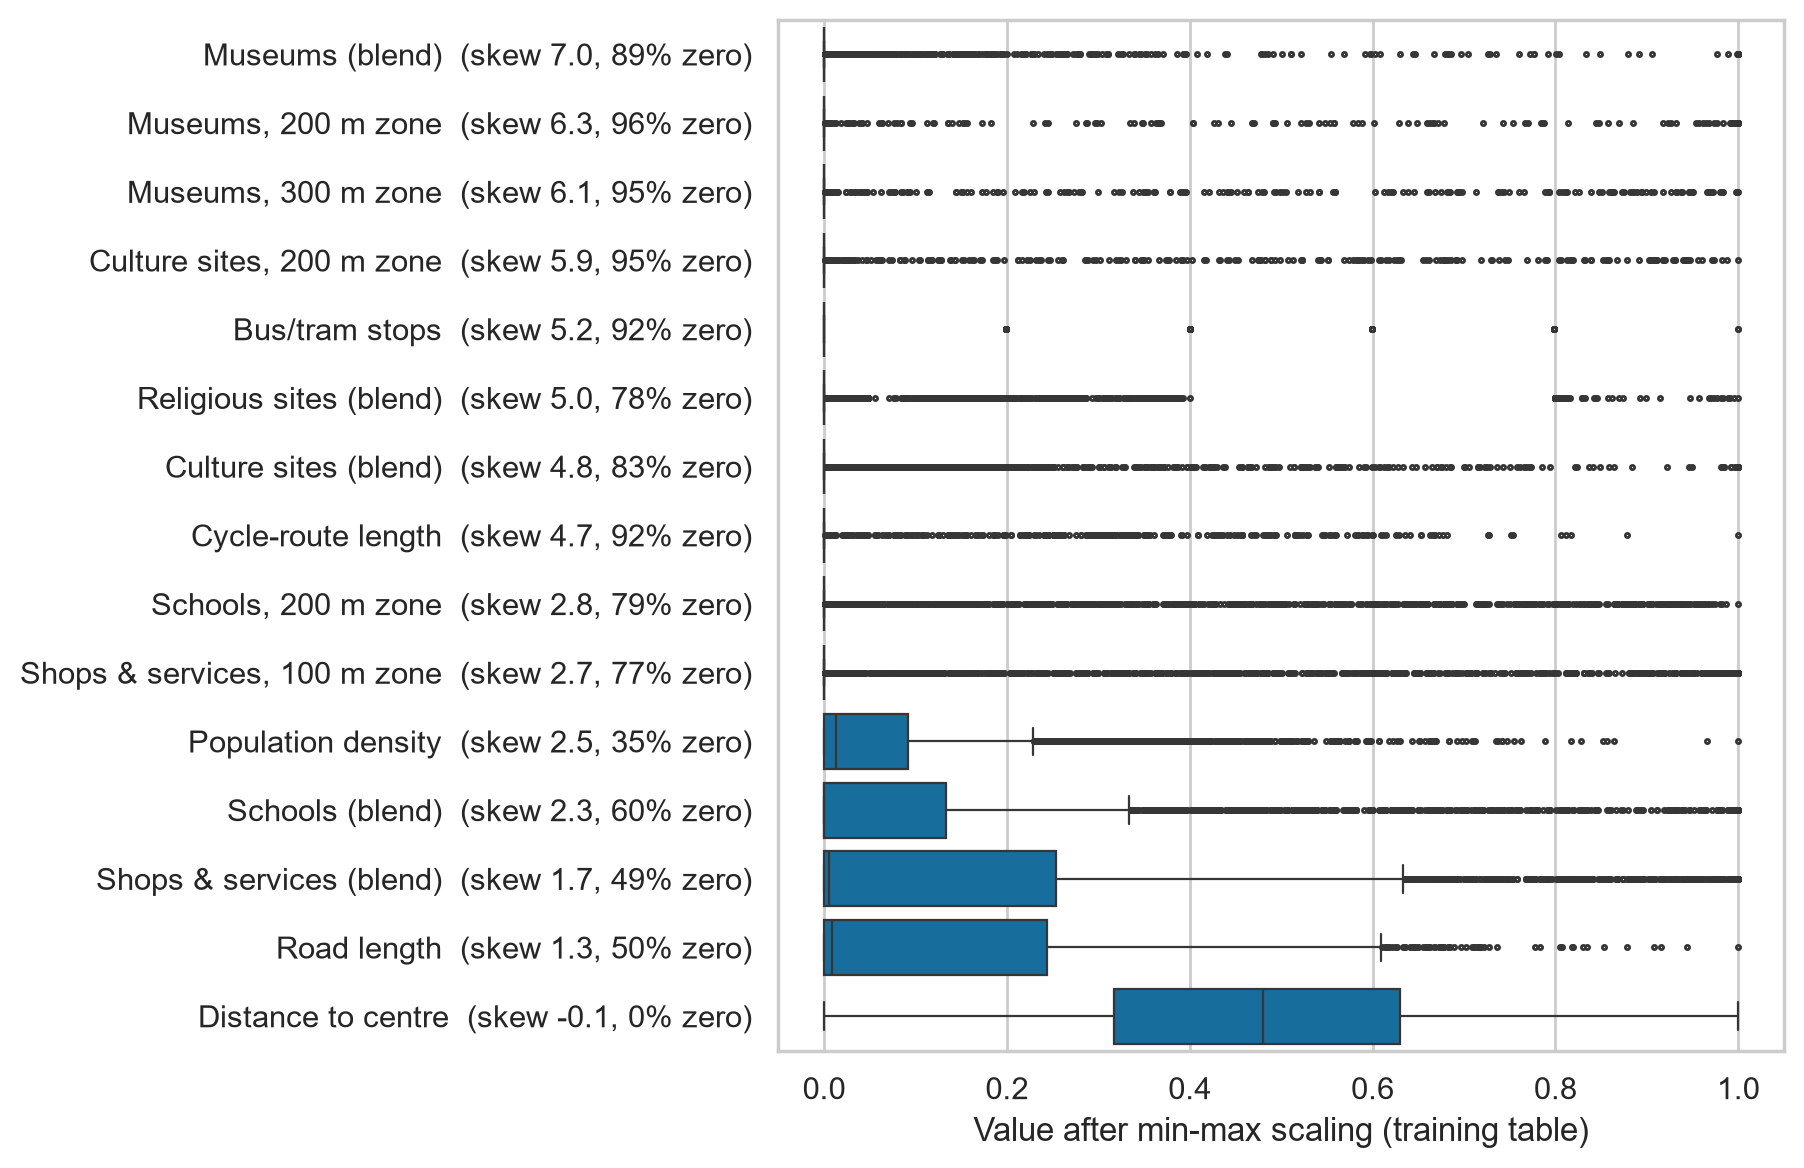 Museums (blend)  (skew 7.0, 89% zero)
Museums, 200 m zone  (skew 6.3, 96% zero)
Museums, 300 m zone  (skew 6.1, 95% zero)
Culture sites, 200 m zone  (skew 5.9, 95% zero)
Bus/tram stops  (skew 5.2, 92% zero)
Religious sites (blend)  (skew 5.0, 78% zero)
Culture sites (blend)  (skew 4.8, 83% zero)
Cycle-route length  (skew 4.7, 92% zero)
Schools, 200 m zone  (skew 2.8, 79% zero)
Shops & services, 100 m zone  (skew 2.7, 77% zero)
Population density  (skew 2.5, 35% zero)
Schools (blend)  (skew 2.3, 60% zero)
Shops & services (blend)  (skew 1.7, 49% zero)
Road length  (skew 1.3, 50% zero)
Distance to centre  (skew -0.1, 0% zero)
0.0 0.2 0.4 0.6 0.8 1.0
Value after min-max scaling (training table)